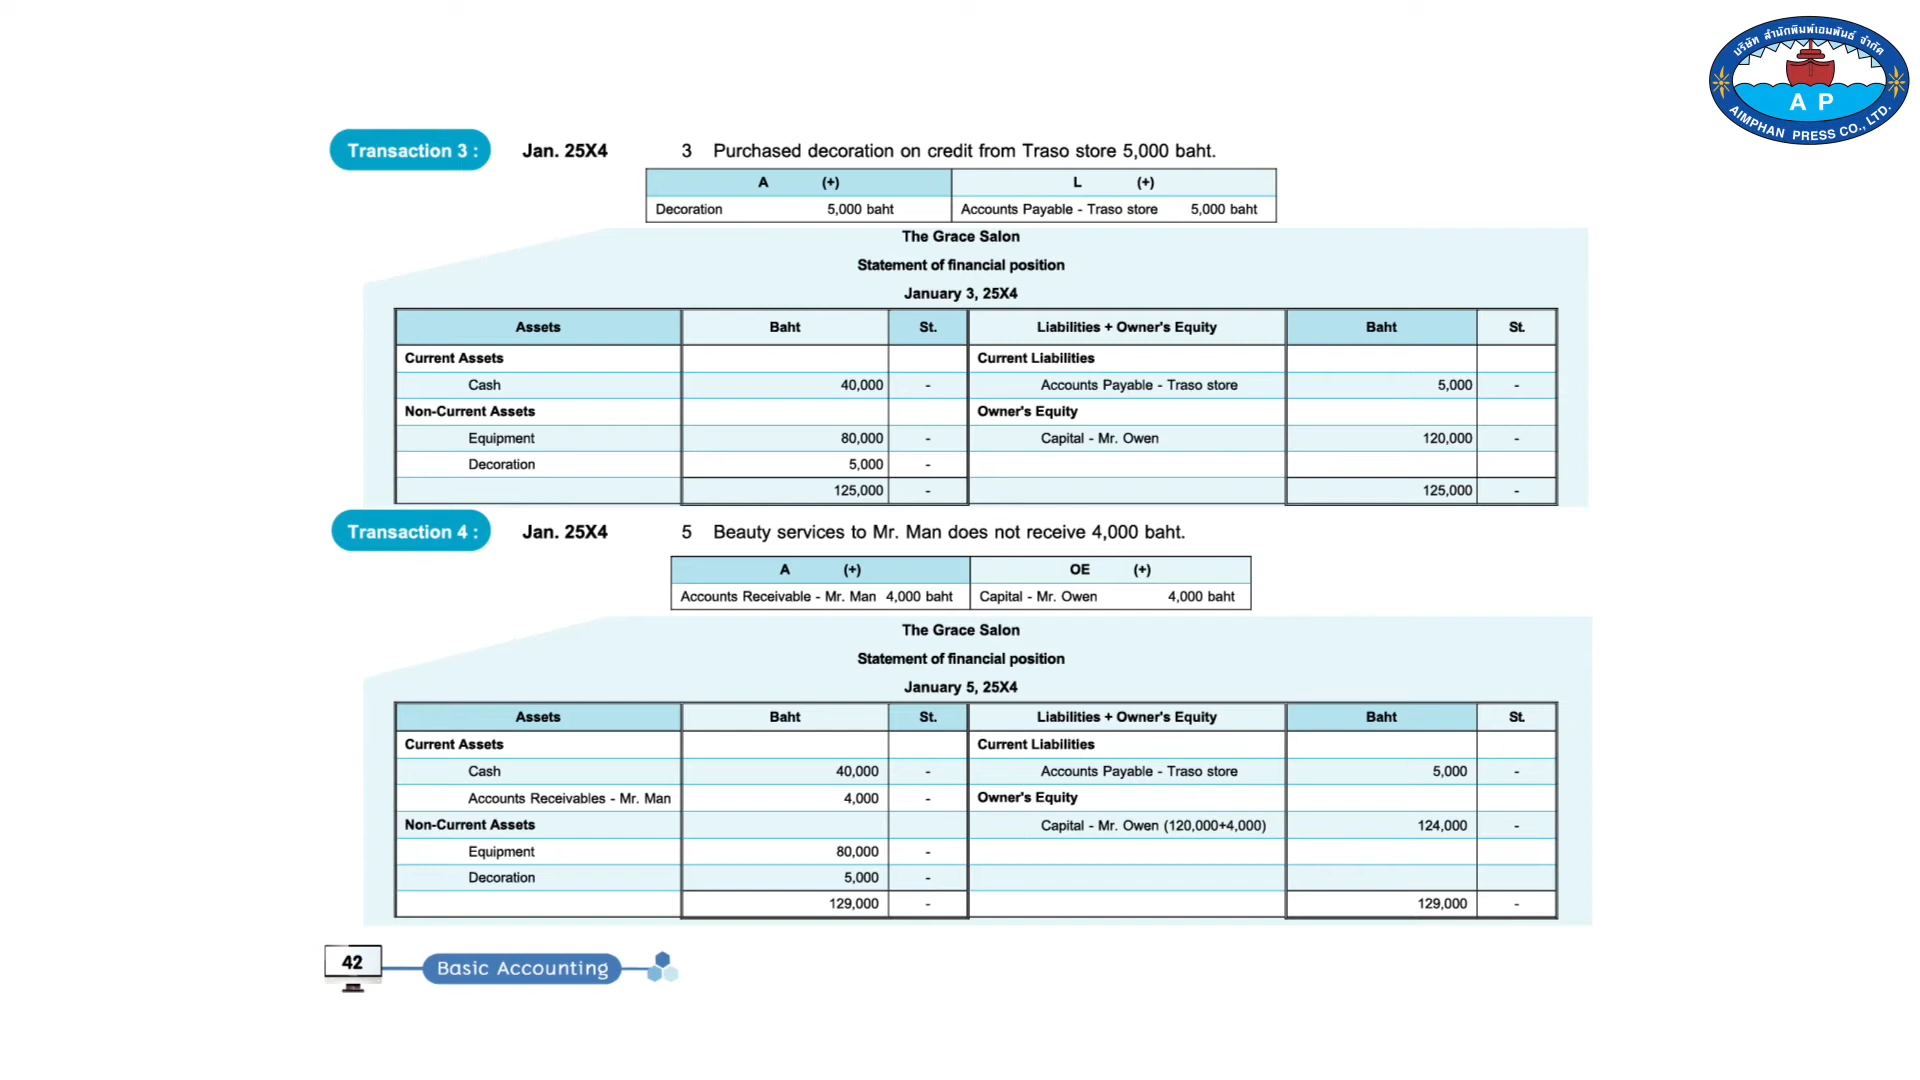 บริษัท สำนักพิมพ์เอมพันธ์ จำกัด
A P
AIMPHAN PRESS CO., LTD.
Transaction 3 : Jan. 25X4 3 Purchased decoration on credit from Traso store 5,000 baht.
A (+) L (+)
Decoration 5,000 baht Accounts Payable - Traso store 5,000 baht
The Grace Salon
Statement of financial position
January 3, 25X4
Assets Baht St. Liabilities + Owner's Equity Baht St.
Current Assets Current Liabilities
Cash 40,000 - Accounts Payable - Traso store 5,000 -
Non-Current Assets Owner's Equity
Equipment 80,000 - Capital - Mr. Owen 120,000 -
Decoration 5,000 -
125,000 - 125,000 -
Transaction 4 : Jan. 25X4 5 Beauty services to Mr. Man does not receive 4,000 baht.
A (+) OE (+)
Accounts Receivable - Mr. Man 4,000 baht Capital - Mr. Owen 4,000 baht
The Grace Salon
Statement of financial position
January 5, 25X4
Assets Baht St. Liabilities + Owner's Equity Baht St.
Current Assets Current Liabilities
Cash 40,000 - Accounts Payable - Traso store 5,000 -
Accounts Receivables - Mr. Man 4,000 - Owner's Equity
Non-Current Assets Capital - Mr. Owen (120,000+4,000) 124,000 -
Equipment 80,000 -
Decoration 5,000 -
129,000 - 129,000 -
42 Basic Accounting